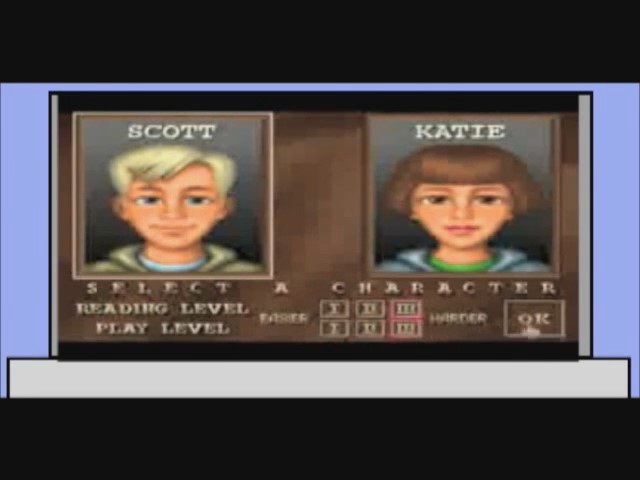 SCOTT
KATIE
SELECT A CHARACTER
READING LEVEL
PLAY LEVEL
EASIER
I II III
I II III
HARDER
OK